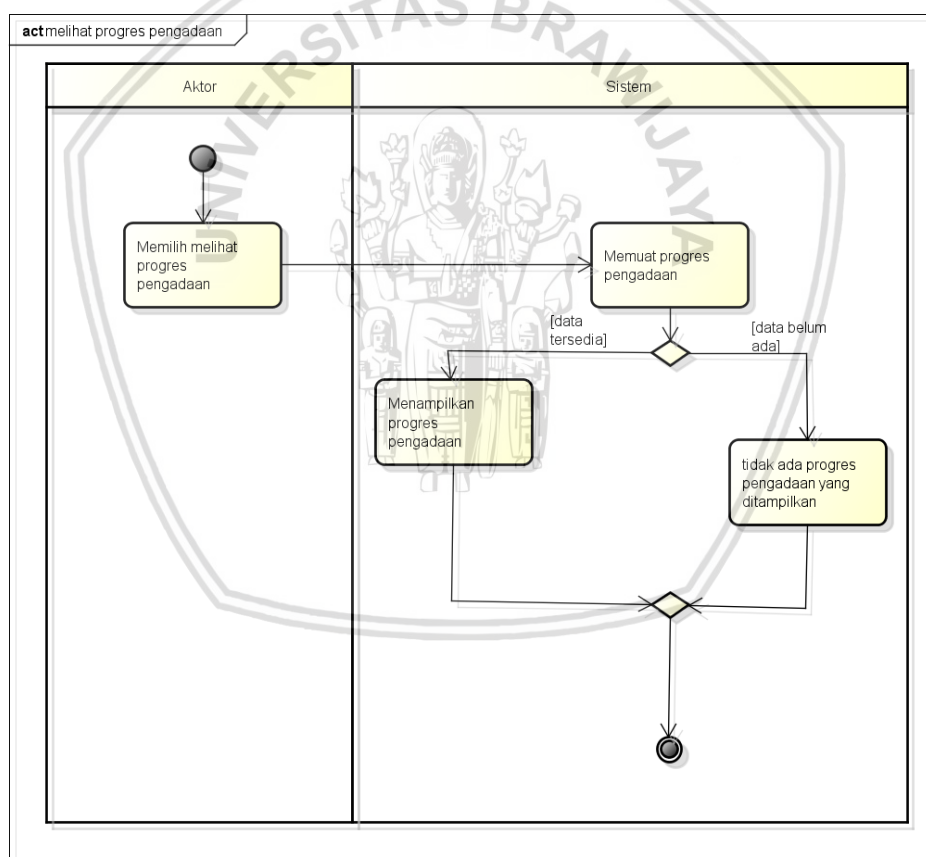 UNIVERSITAS BRAWIJAYA
act melihat progres pengadaan
Aktor
Sistem
Memilih melihat
progres
pengadaan
Memuat progres
pengadaan
[data
tersedia]
[data belum
ada]
Menampilkan
progres
pengadaan
tidak ada progres
pengadaan yang
ditampilkan